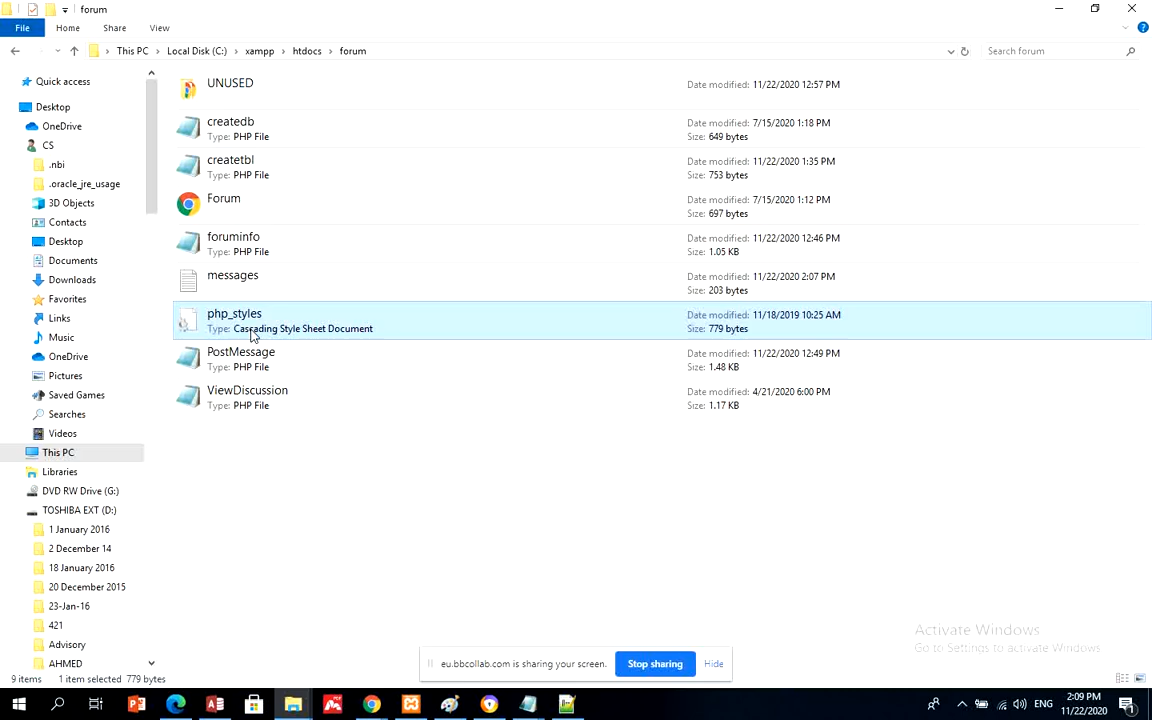 forum
File Home Share View
This PC Local Disk (C:) xampp htdocs forum
Search forum
Quick access
Desktop
OneDrive
CS
.nbi
.oracle_jre_usage
3D Objects
Contacts
Desktop
Documents
Downloads
Favorites
Links
Music
OneDrive
Pictures
Saved Games
Searches
Videos
This PC
Libraries
DVD RW Drive (G:)
TOSHIBA EXT (D:)
1 January 2016
2 December 14
18 January 2016
20 December 2015
23-Jan-16
421
Advisory
AHMED
UNUSED Date modified: 11/22/2020 12:57 PM
createdb Date modified: 7/15/2020 1:18 PM
Type: PHP File Size: 649 bytes
createtbl Date modified: 11/22/2020 1:35 PM
Type: PHP File Size: 753 bytes
Forum Date modified: 7/15/2020 1:12 PM
Size: 697 bytes
foruminfo Date modified: 11/22/2020 12:46 PM
Type: PHP File Size: 1.05 KB
messages Date modified: 11/22/2020 2:07 PM
Size: 203 bytes
php_styles Date modified: 11/18/2019 10:25 AM
Type: Cascading Style Sheet Document Size: 779 bytes
PostMessage Date modified: 11/22/2020 12:49 PM
Type: PHP File Size: 1.48 KB
ViewDiscussion Date modified: 4/21/2020 6:00 PM
Type: PHP File Size: 1.17 KB
Activate Windows
Go to Settings to activate Windows.
eu.bbcollab.com is sharing your screen. Stop sharing Hide
9 items 1 item selected 779 bytes
ENG 2:09 PM
11/22/2020